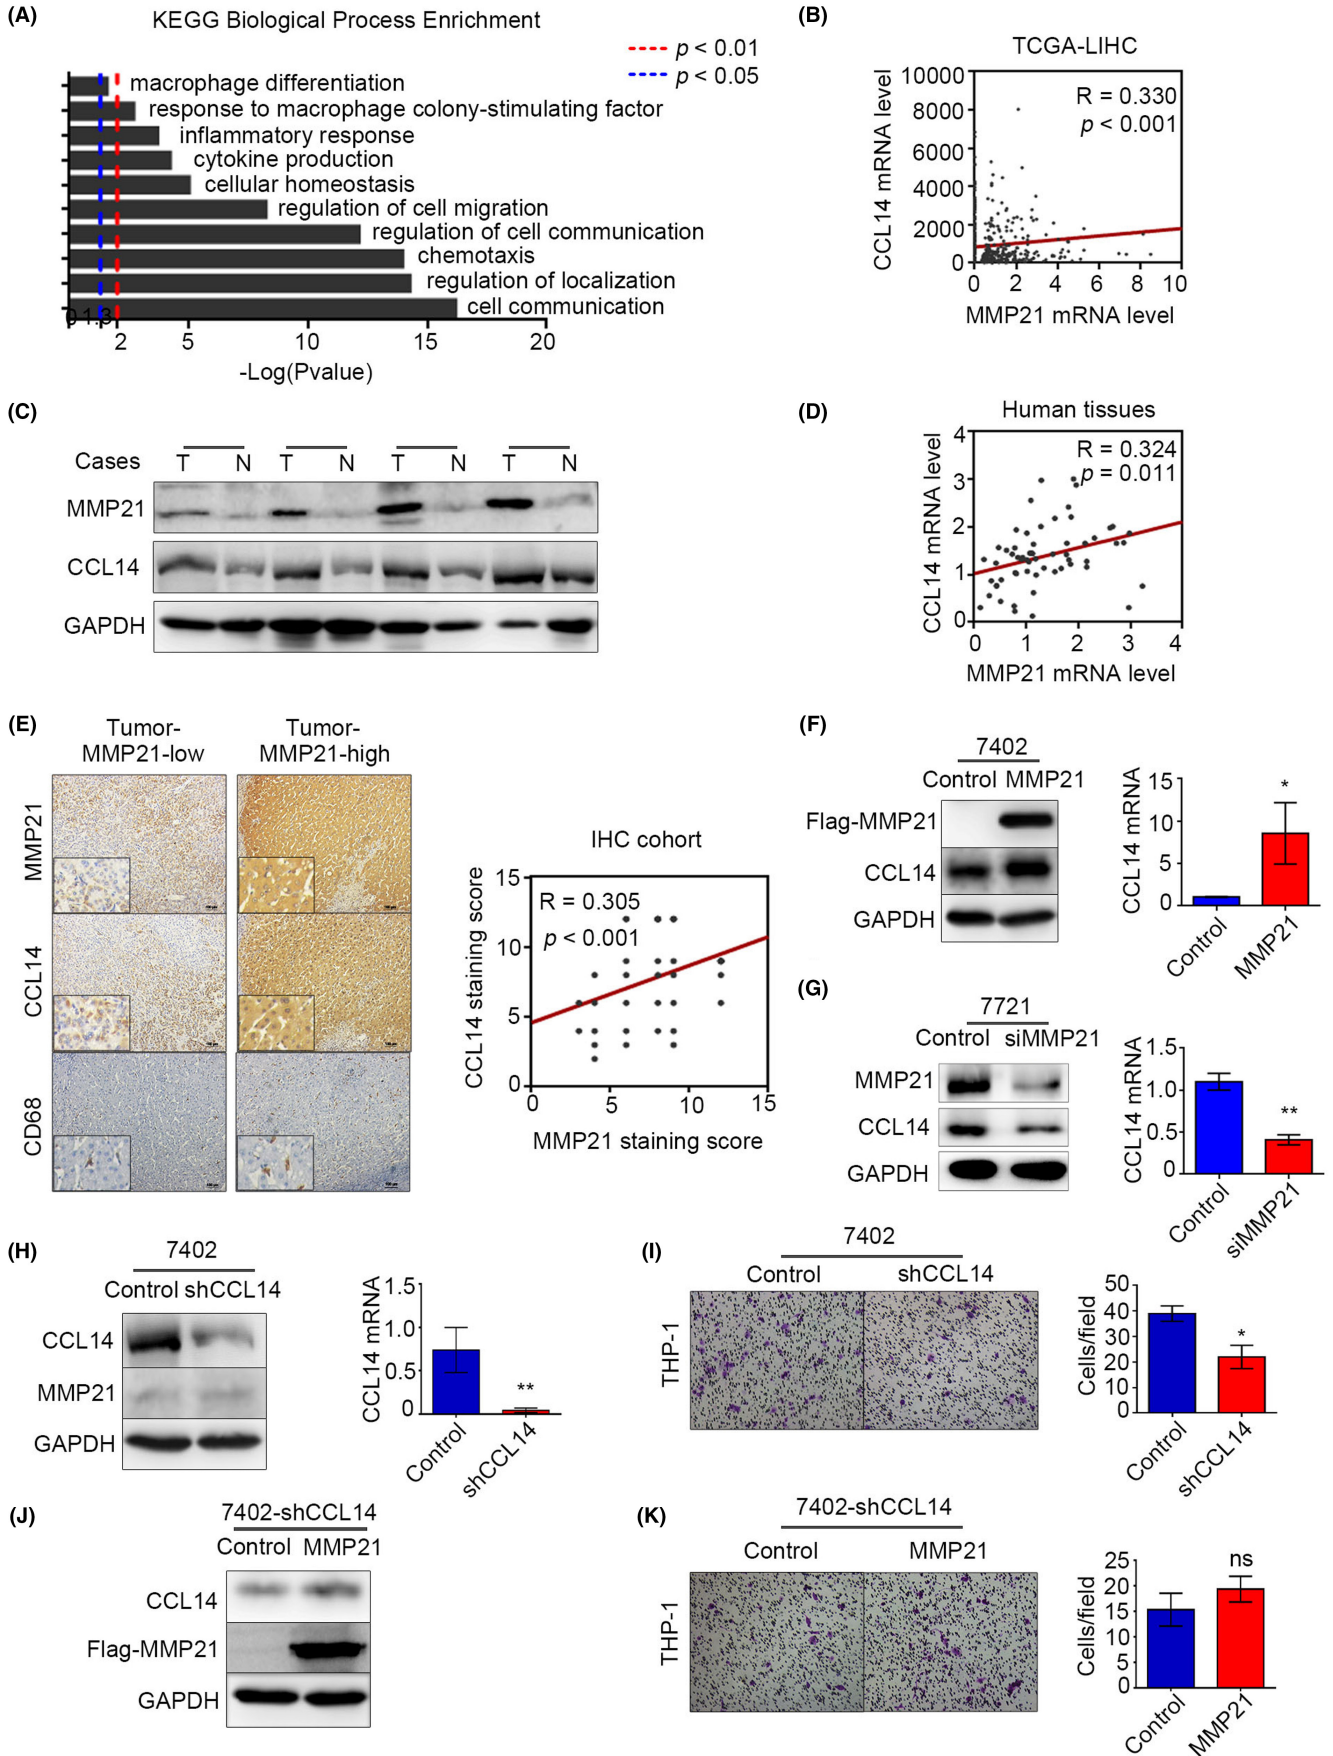 (A)
KEGG Biological Process Enrichment
p < 0.01
p < 0.05
macrophage differentiation
response to macrophage colony-stimulating factor
inflammatory response
cytokine production
cellular homeostasis
regulation of cell migration
regulation of cell communication
chemotaxis
regulation of localization
cell communication
0 1.3 2 5 10 15 20
-Log(Pvalue)
(B)
TCGA-LIHC
R = 0.330
p < 0.001
CCL14 mRNA level
10000
8000
6000
4000
2000
0
0 2 4 6 8 10
MMP21 mRNA level
(C)
Cases T N T N T N T N
MMP21
CCL14
GAPDH
(D)
Human tissues
R = 0.324
p = 0.011
CCL14 mRNA level
4
3
2
1
0
0 1 2 3 4
MMP21 mRNA level
(E)
Tumor-
MMP21-low
Tumor-
MMP21-high
MMP21
CCL14
CD68
IHC cohort
R = 0.305
p < 0.001
CCL14 staining score
15
10
5
0
0 5 10 15
MMP21 staining score
(F)
7402
Control MMP21
Flag-MMP21
CCL14
GAPDH
CCL14 mRNA
15
10
5
0
*
Control
MMP21
(G)
7721
Control siMMP21
MMP21
CCL14
GAPDH
CCL14 mRNA
1.5
1.0
0.5
0
**
Control
siMMP21
(H)
7402
Control shCCL14
CCL14
MMP21
GAPDH
CCL14 mRNA
1.5
1.0
0.5
0
**
Control
shCCL14
(I)
7402
Control shCCL14
THP-1
Cells/field
50
40
30
20
10
0
*
Control
shCCL14
(J)
7402-shCCL14
Control MMP21
CCL14
Flag-MMP21
GAPDH
(K)
7402-shCCL14
Control MMP21
THP-1
Cells/field
25
20
15
10
5
0
ns
Control
MMP21